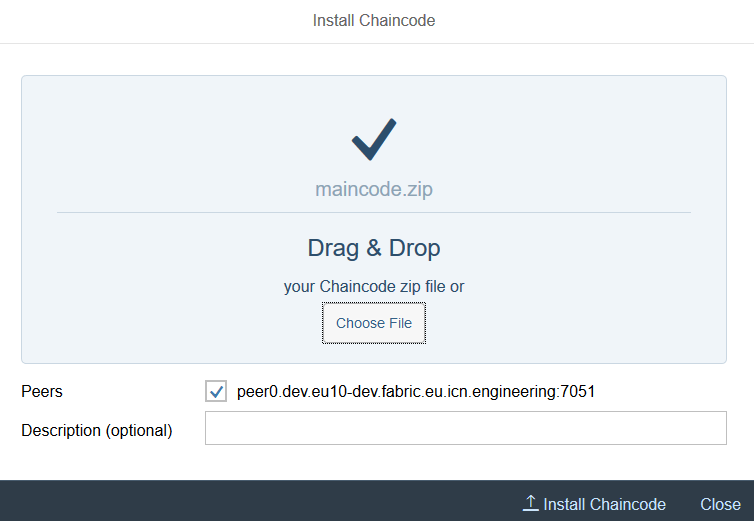 Install Chaincode
maincode.zip
Drag & Drop
your Chaincode zip file or
Choose File
Peers peer0.dev.eu10-dev.fabric.eu.icn.engineering:7051
Description (optional)
Install Chaincode Close